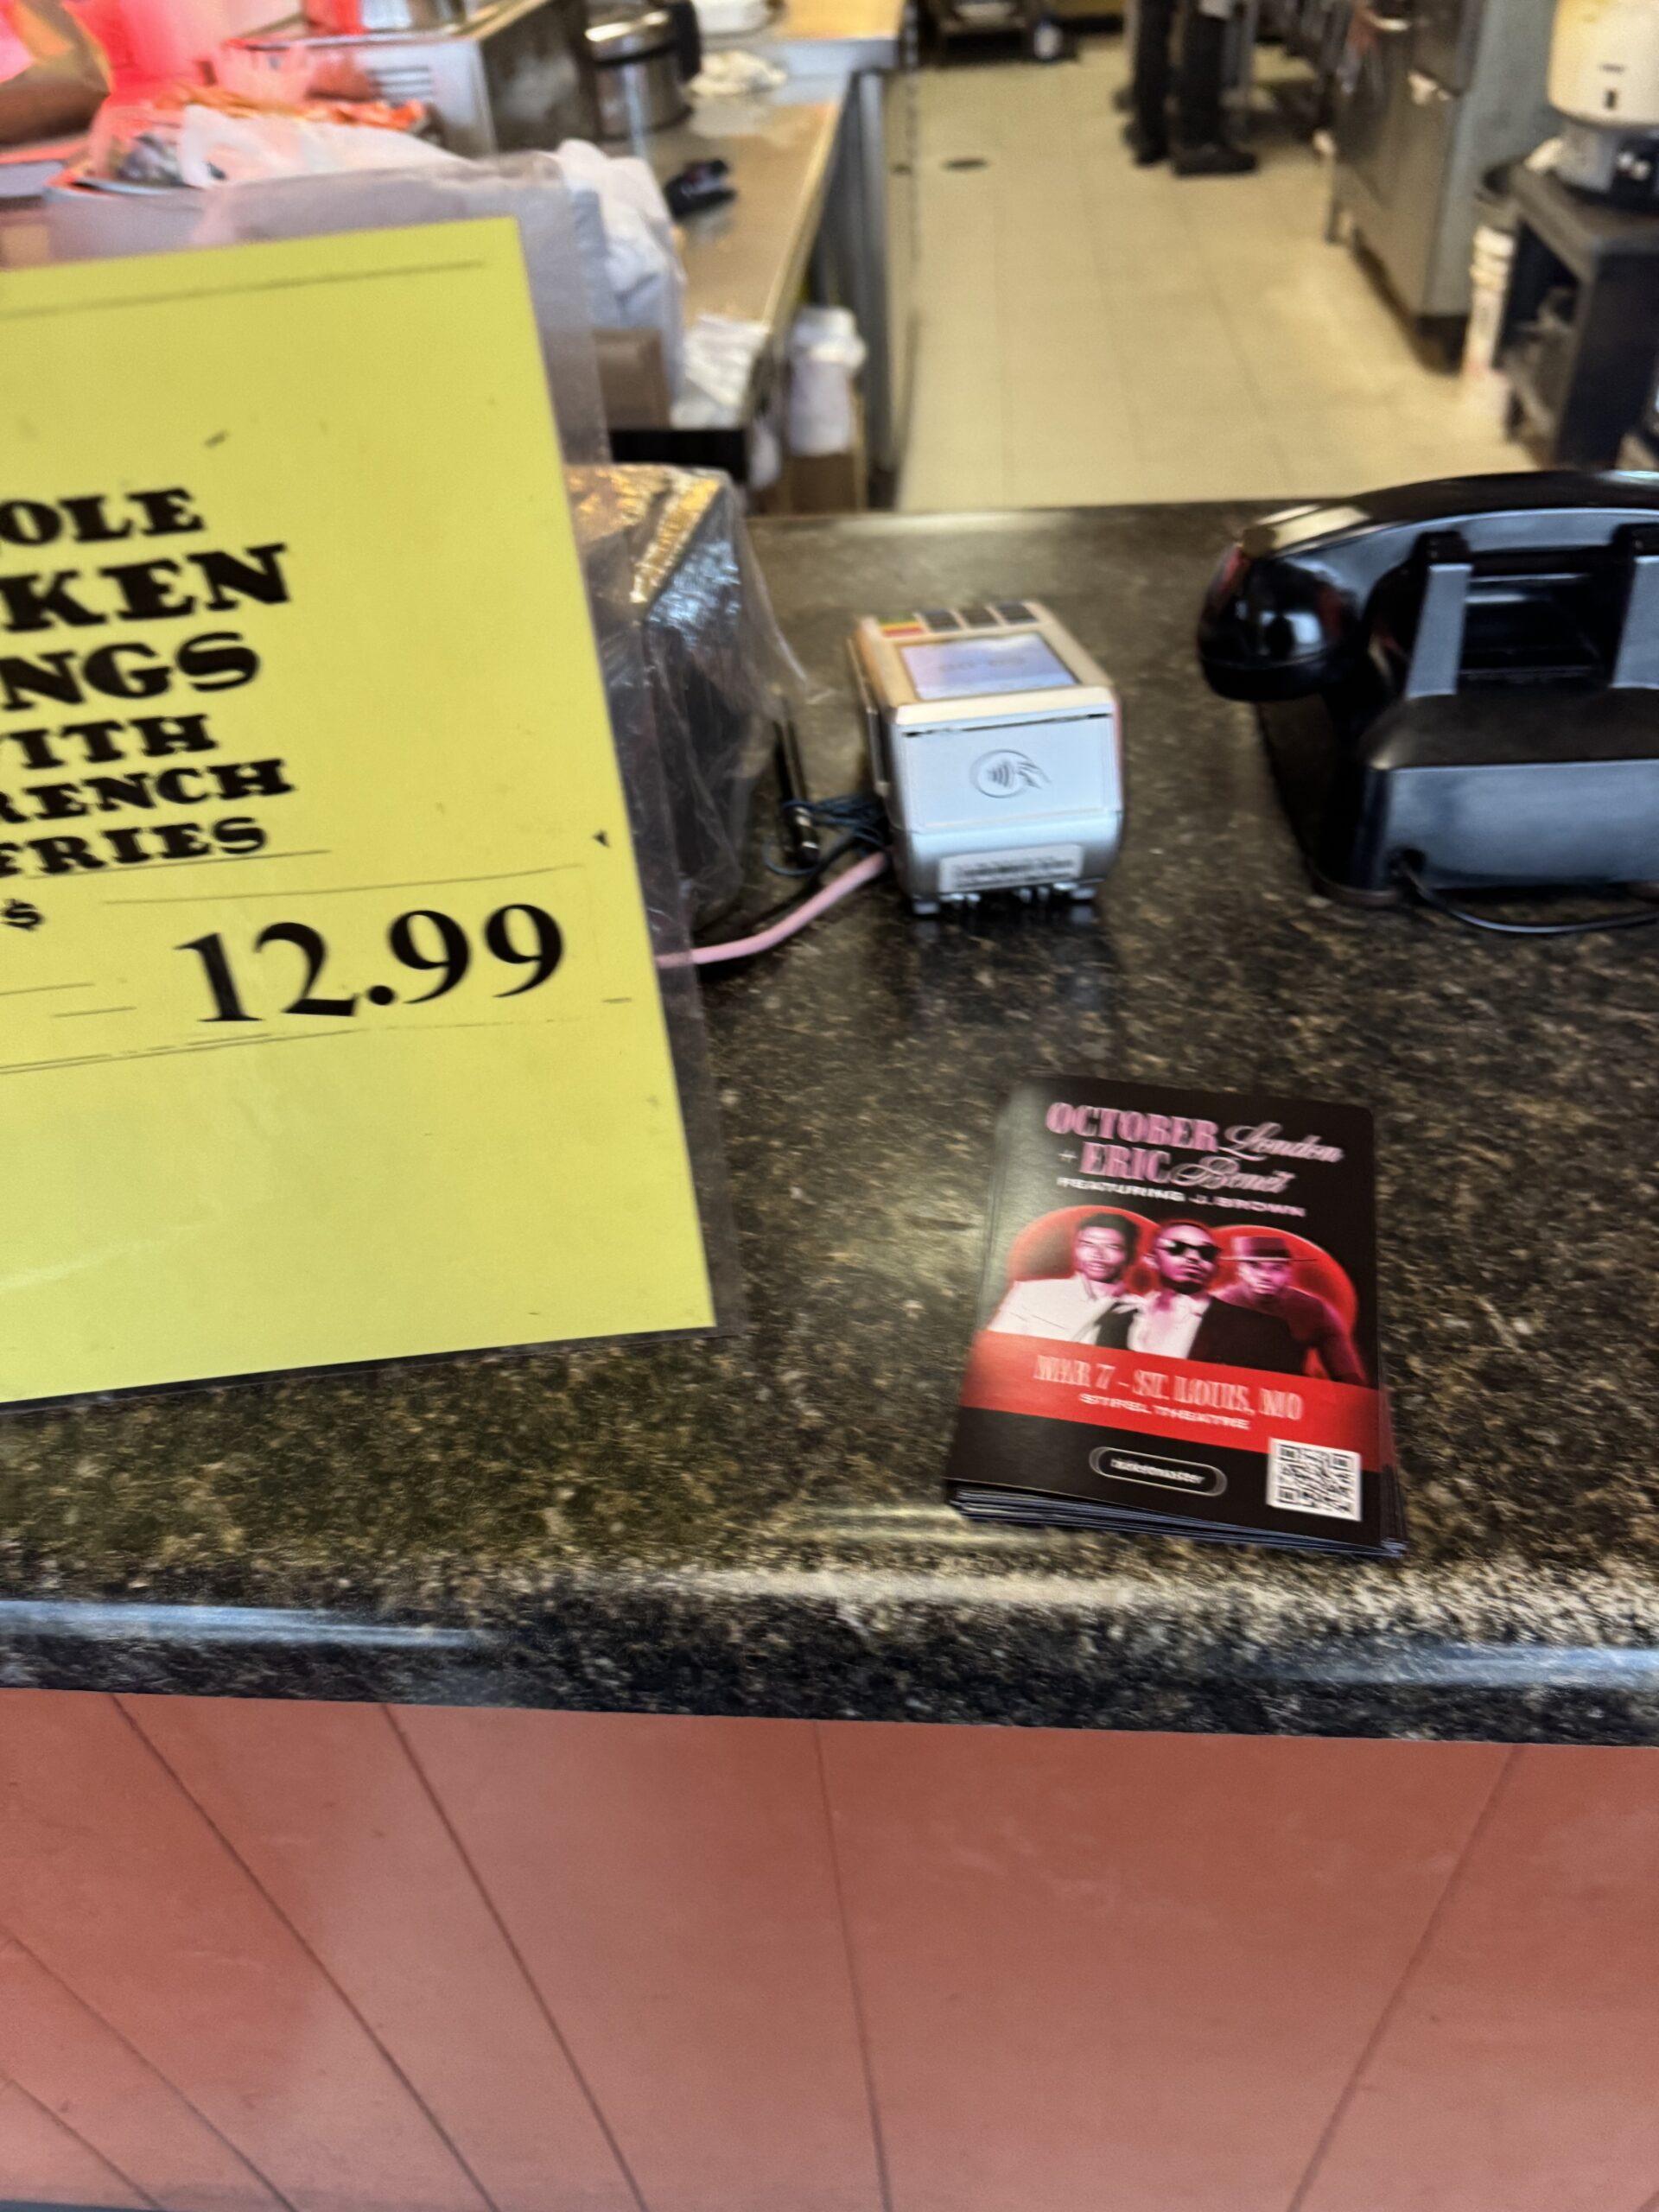 OLE
KEN
NGS
ITH
RENCH
FRIES
$ 12.99
OCTOBER London
+ ERIC Benét
FEATURING J. BROWN
MAR 7 - ST. LOUIS, MO
STIFEL THEATRE
ticketmaster